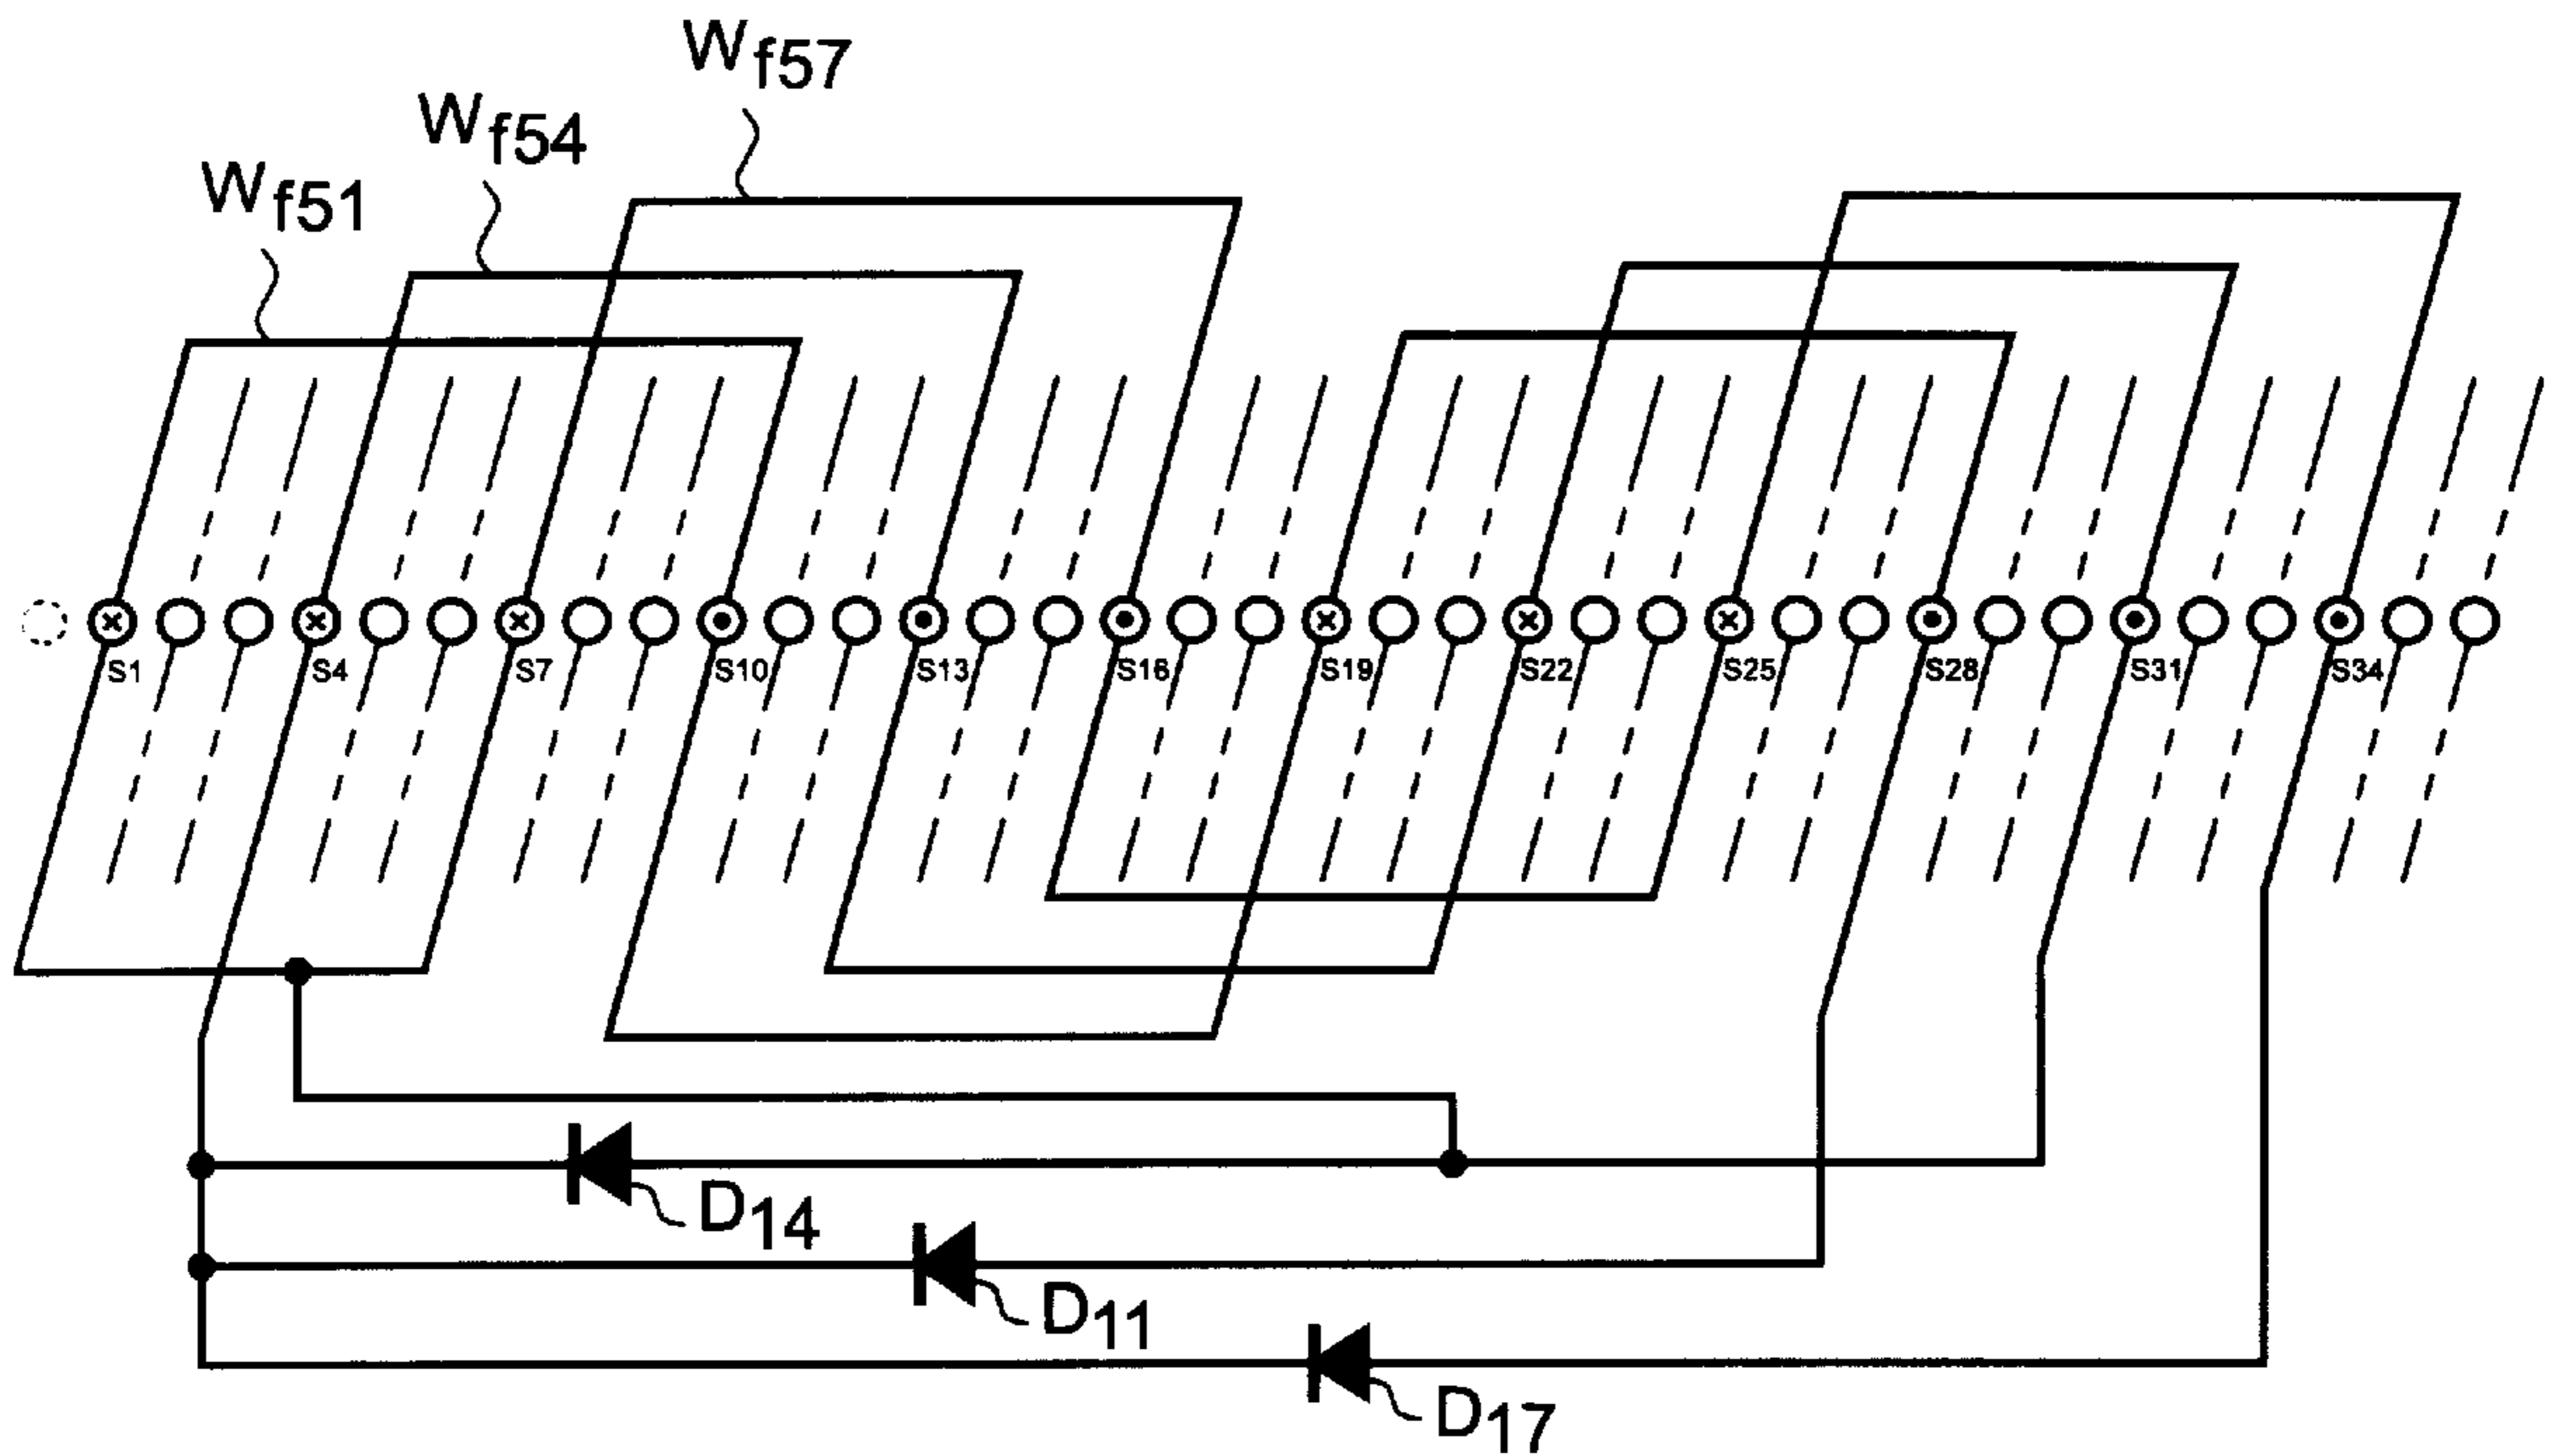 Wf57
Wf54
Wf51
S1 S4 S7 S10 S13 S16 S19 S22 S25 S28 S31 S34
D14
D11
D17